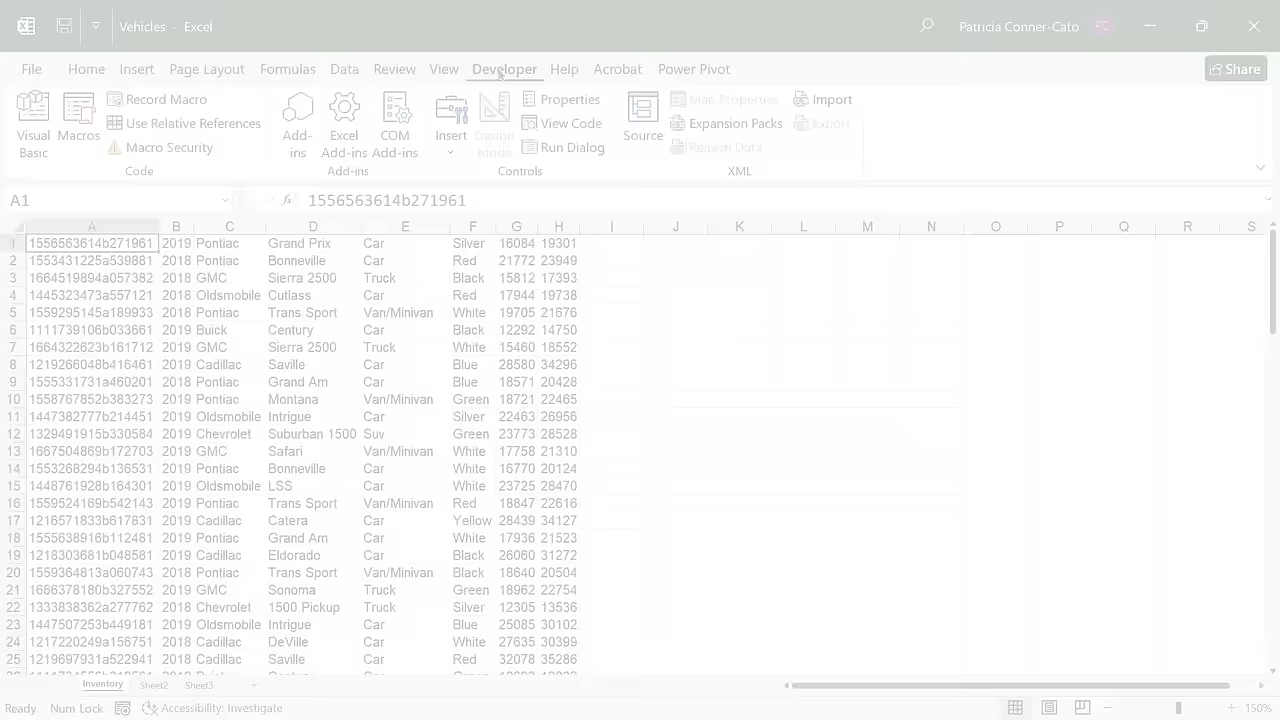 Vehicles - Excel Patricia Conner-Cato
File Home Insert Page Layout Formulas Data Review View Developer Help Acrobat Power Pivot Share
Visual Basic Macros Record Macro Use Relative References Macro Security Code
Add-ins Excel Add-ins COM Add-ins Add-ins
Insert Design Mode Properties View Code Run Dialog Controls
Source Map Properties Expansion Packs Refresh Data Import Export XML
A1 fx 1556563614b271961
A B C D E F G H I J K L M N O P Q R S
1 1556563614b271961 2019 Pontiac Grand Prix Car Silver 16084 19301
2 1553431225a539881 2018 Pontiac Bonneville Car Red 21772 23949
3 1664519894a057382 2018 GMC Sierra 2500 Truck Black 15812 17393
4 1445323473a557121 2018 Oldsmobile Cutlass Car Red 17944 19738
5 1559295145a189933 2018 Pontiac Trans Sport Van/Minivan White 19705 21676
6 1111739106b033661 2019 Buick Century Car Black 12292 14750
7 1664322623b161712 2019 GMC Sierra 2500 Truck White 15460 18552
8 1219266048b416461 2019 Cadillac Saville Car Blue 28580 34296
9 1555331731a460201 2018 Pontiac Grand Am Car Blue 18571 20428
10 1558767852b383273 2019 Pontiac Montana Van/Minivan Green 18721 22465
11 1447382777b214451 2019 Oldsmobile Intrigue Car Silver 22463 26956
12 1329491915b330584 2019 Chevrolet Suburban 1500 Suv Green 23773 28528
13 1667504869b172703 2019 GMC Safari Van/Minivan White 17758 21310
14 1553268294b136531 2019 Pontiac Bonneville Car White 16770 20124
15 1448761928b164301 2019 Oldsmobile LSS Car White 23725 28470
16 1559524169b542143 2019 Pontiac Trans Sport Van/Minivan Red 18847 22616
17 1216571833b617831 2019 Cadillac Catera Car Yellow 28439 34127
18 1555638916b112481 2019 Pontiac Grand Am Car White 17936 21523
19 1218303681b048581 2019 Cadillac Eldorado Car Black 26060 31272
20 1559364813a060743 2018 Pontiac Trans Sport Van/Minivan Black 18640 20504
21 1666378180b327552 2019 GMC Sonoma Truck Green 18962 22754
22 1333838362a277762 2018 Chevrolet 1500 Pickup Truck Silver 12305 13536
23 1447507253b449181 2019 Oldsmobile Intrigue Car Blue 25085 30102
24 1217220249a156751 2018 Cadillac DeVille Car White 27635 30399
25 1219697931a522941 2018 Cadillac Saville Car Red 32078 35286
Inventory Sheet2 Sheet3
Ready Num Lock Accessibility: Investigate 150%